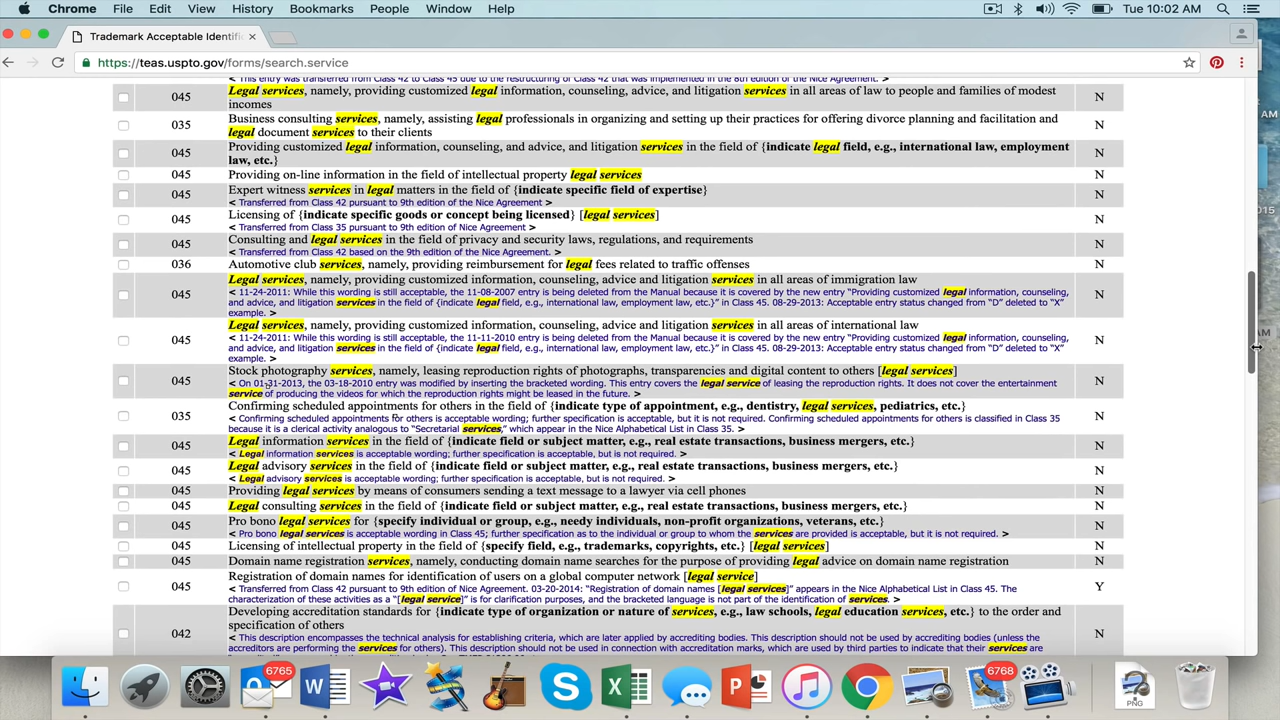 Chrome File Edit View History Bookmarks People Window Help Tue 10:02 AM
Trademark Acceptable Identifi
https://teas.uspto.gov/forms/search.service
< This entry was transferred from Class 42 to Class 45 due to the restructuring of Class 42 that was implemented in the 8th edition of the Nice Agreement. >
045 Legal services, namely, providing customized legal information, counseling, advice, and litigation services in all areas of law to people and families of modest N
incomes
035 Business consulting services, namely, assisting legal professionals in organizing and setting up their practices for offering divorce planning and facilitation and N
legal document services to their clients
045 Providing customized legal information, counseling, and advice, and litigation services in the field of {indicate legal field, e.g., international law, employment N
law, etc.}
045 Providing on-line information in the field of intellectual property legal services N
045 Expert witness services in legal matters in the field of {indicate specific field of expertise} N
< Transferred from Class 42 pursuant to 9th edition of the Nice Agreement >
045 Licensing of {indicate specific goods or concept being licensed} [legal services] N
< Transferred from Class 35 pursuant to 9th edition of Nice Agreement >
045 Consulting and legal services in the field of privacy and security laws, regulations, and requirements N
< Transferred from Class 42 based on the 9th edition of the Nice Agreement. >
036 Automotive club services, namely, providing reimbursement for legal fees related to traffic offenses N
045 Legal services, namely, providing customized information, counseling, advice and litigation services in all areas of immigration law N
< 11-24-2011: While this wording is still acceptable, the 11-08-2007 entry is being deleted from the Manual because it is covered by the new entry "Providing customized legal information, counseling,
and advice, and litigation services in the field of {indicate legal field, e.g., international law, employment law, etc.}" in Class 45. 08-29-2013: Acceptable entry status changed from "D" deleted to "X"
example. >
045 Legal services, namely, providing customized information, counseling, advice and litigation services in all areas of international law N
< 11-24-2011: While this wording is still acceptable, the 11-11-2010 entry is being deleted from the Manual because it is covered by the new entry "Providing customized legal information, counseling,
and advice, and litigation services in the field of {indicate legal field, e.g., international law, employment law, etc.}" in Class 45. 08-29-2013: Acceptable entry status changed from "D" deleted to "X"
example. >
045 Stock photography services, namely, leasing reproduction rights of photographs, transparencies and digital content to others [legal services] N
< On 01-31-2013, the 03-18-2010 entry was modified by inserting the bracketed wording. This entry covers the legal service of leasing the reproduction rights. It does not cover the entertainment
service of producing the videos for which the reproduction rights might be leased in the future. >
035 Confirming scheduled appointments for others in the field of {indicate type of appointment, e.g., dentistry, legal services, pediatrics, etc.} N
< Confirming scheduled appointments for others is acceptable wording; further specification is acceptable, but it is not required. Confirming scheduled appointments for others is classified in Class 35
because it is a clerical activity analogous to "Secretarial services," which appear in the Nice Alphabetical List in Class 35. >
045 Legal information services in the field of {indicate field or subject matter, e.g., real estate transactions, business mergers, etc.} N
< Legal information services is acceptable wording; further specification is acceptable, but is not required. >
045 Legal advisory services in the field of {indicate field or subject matter, e.g., real estate transactions, business mergers, etc.} N
< Legal advisory services is acceptable wording; further specification is acceptable, but is not required. >
045 Providing legal services by means of consumers sending a text message to a lawyer via cell phones N
045 Legal consulting services in the field of {indicate field or subject matter, e.g., real estate transactions, business mergers, etc.} N
045 Pro bono legal services for {specify individual or group, e.g., needy individuals, non-profit organizations, veterans, etc.} N
< Pro bono legal services is acceptable wording in Class 45; further specification as to the individual or group to whom the services are provided is acceptable, but it is not required. >
045 Licensing of intellectual property in the field of {specify field, e.g., trademarks, copyrights, etc.} [legal services] N
045 Domain name registration services, namely, conducting domain name searches for the purpose of providing legal advice on domain name registration N
045 Registration of domain names for identification of users on a global computer network [legal service] Y
< Transferred from Class 42 pursuant to 9th edition of Nice Agreement. 03-20-2014: "Registration of domain names [legal services]" appears in the Nice Alphabetical List in Class 45. The
characterization of these activities as a "[legal service]" is for clarification purposes, and the bracketed language is not part of the identification of services. >
042 Developing accreditation standards for {indicate type of organization or nature of services, e.g., law schools, legal education services, etc.} to the order and N
specification of others
< This description encompasses the technical analysis for establishing criteria, which are later applied by accrediting bodies. This description should not be used by accrediting bodies (unless the
accreditors are performing the services for others). This description should not be used in connection with accreditation marks, which are used by third parties to indicate that their services are
AM
2015
AM
6765
6768
PNG